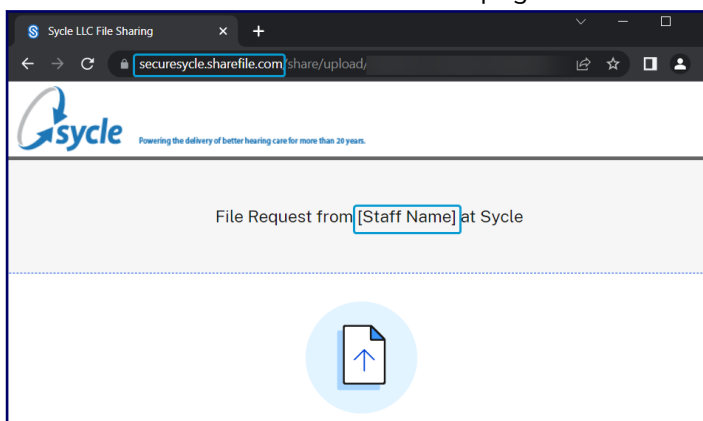 Sycle LLC File Sharing
securesycle.sharefile.com/share/upload/
sycle
Powering the delivery of better hearing care for more than 20 years.
File Request from [Staff Name] at Sycle